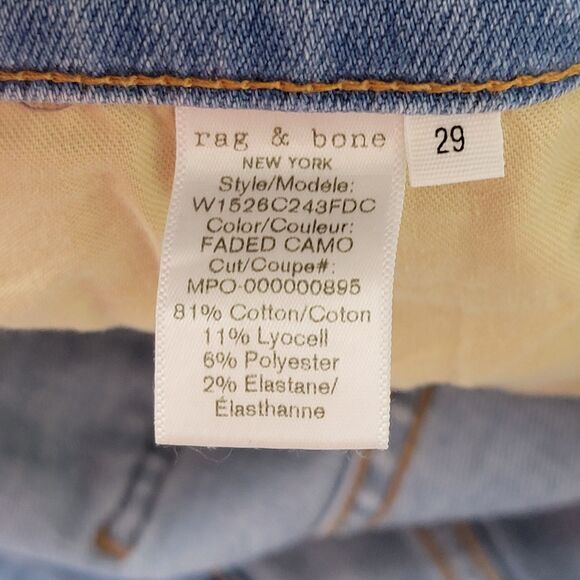 rag & bone
NEW YORK
Style/Modéle:
W1526C243FDC
Color/Couleur:
FADED CAMO
Cut/Coupe#:
MPO-000000895
81% Cotton/Coton
11% Lyocell
6% Polyester
2% Elastane/
Élasthanne
29